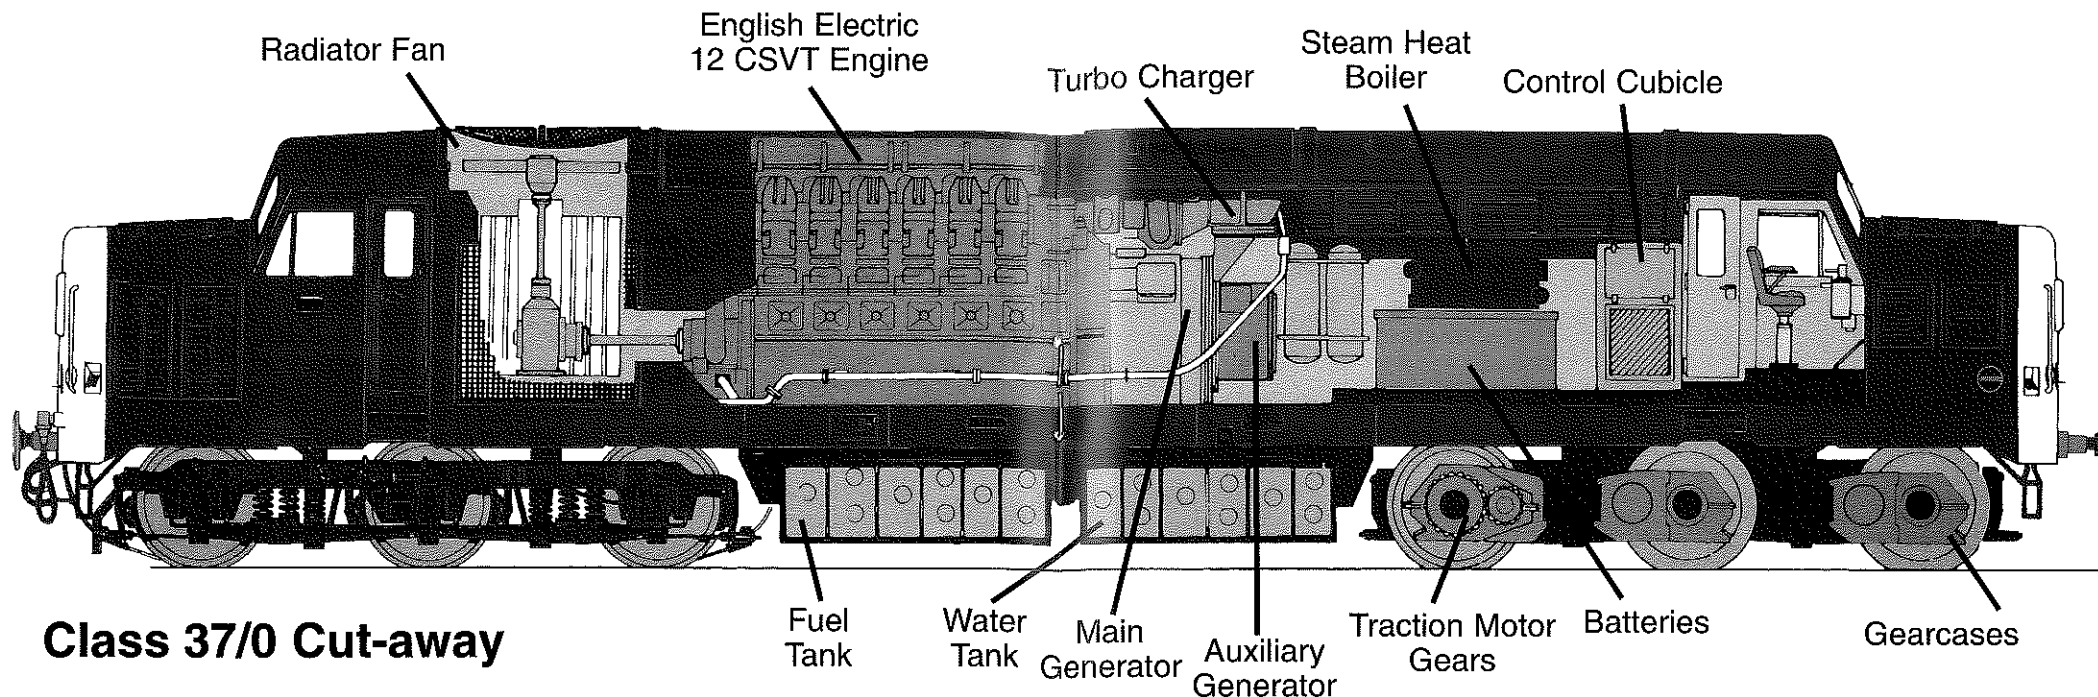 Radiator Fan
English Electric
12 CSVT Engine
Turbo Charger
Steam Heat
Boiler
Control Cubicle
Fuel
Tank
Water
Tank
Main
Generator
Auxiliary
Generator
Traction Motor
Gears
Batteries
Gearcases
Class 37/0 Cut-away